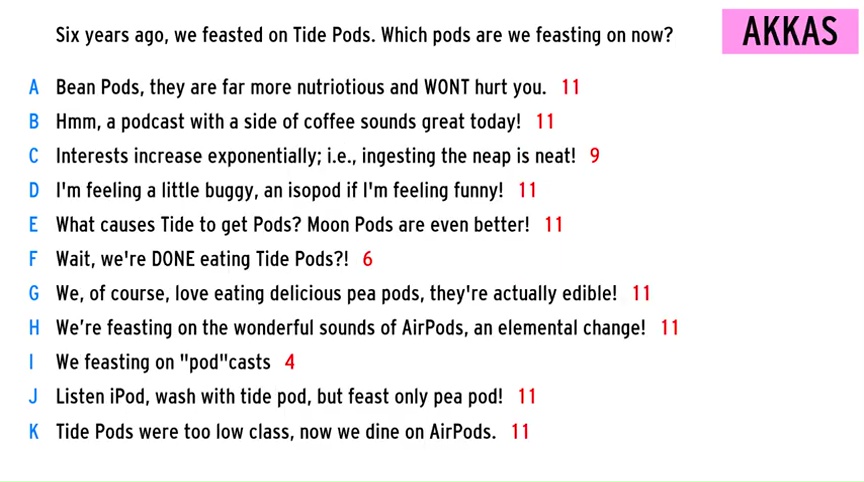 Six years ago, we feasted on Tide Pods. Which pods are we feasting on now?
AKKAS
A Bean Pods, they are far more nutriotious and WONT hurt you. 11
B Hmm, a podcast with a side of coffee sounds great today! 11
C Interests increase exponentially; i.e., ingesting the neap is neat! 9
D I'm feeling a little buggy, an isopod if I'm feeling funny! 11
E What causes Tide to get Pods? Moon Pods are even better! 11
F Wait, we're DONE eating Tide Pods?! 6
G We, of course, love eating delicious pea pods, they're actually edible! 11
H We’re feasting on the wonderful sounds of AirPods, an elemental change! 11
I We feasting on "pod"casts 4
J Listen iPod, wash with tide pod, but feast only pea pod! 11
K Tide Pods were too low class, now we dine on AirPods. 11